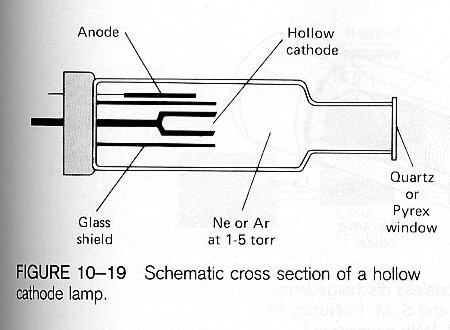 Anode
Hollow
cathode
Glass
shield
Ne or Ar
at 1-5 torr
Quartz
or
Pyrex
window
FIGURE 10–19 Schematic cross section of a hollow
cathode lamp.